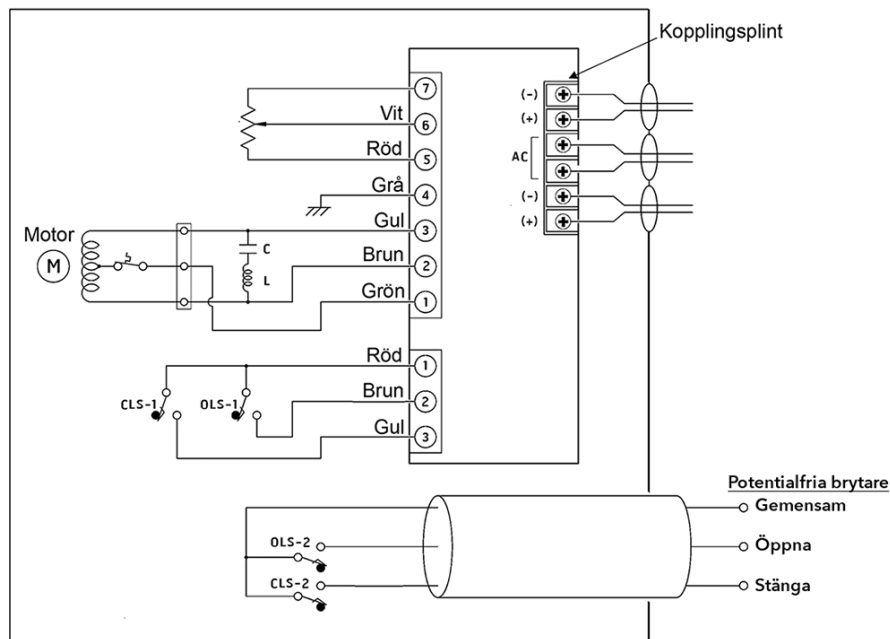 Kopplingsplint
7
(-)
Vit
6
(+)
Röd
5
AC
Grå
4
(-)
Gul
3
(+)
Motor
M
C
Brun
2
L
Grön
1
Röd
1
CLS-1
OLS-1
Brun
2
Gul
3
Potentialfria brytare
Gemensam
OLS-2
Öppna
CLS-2
Stänga